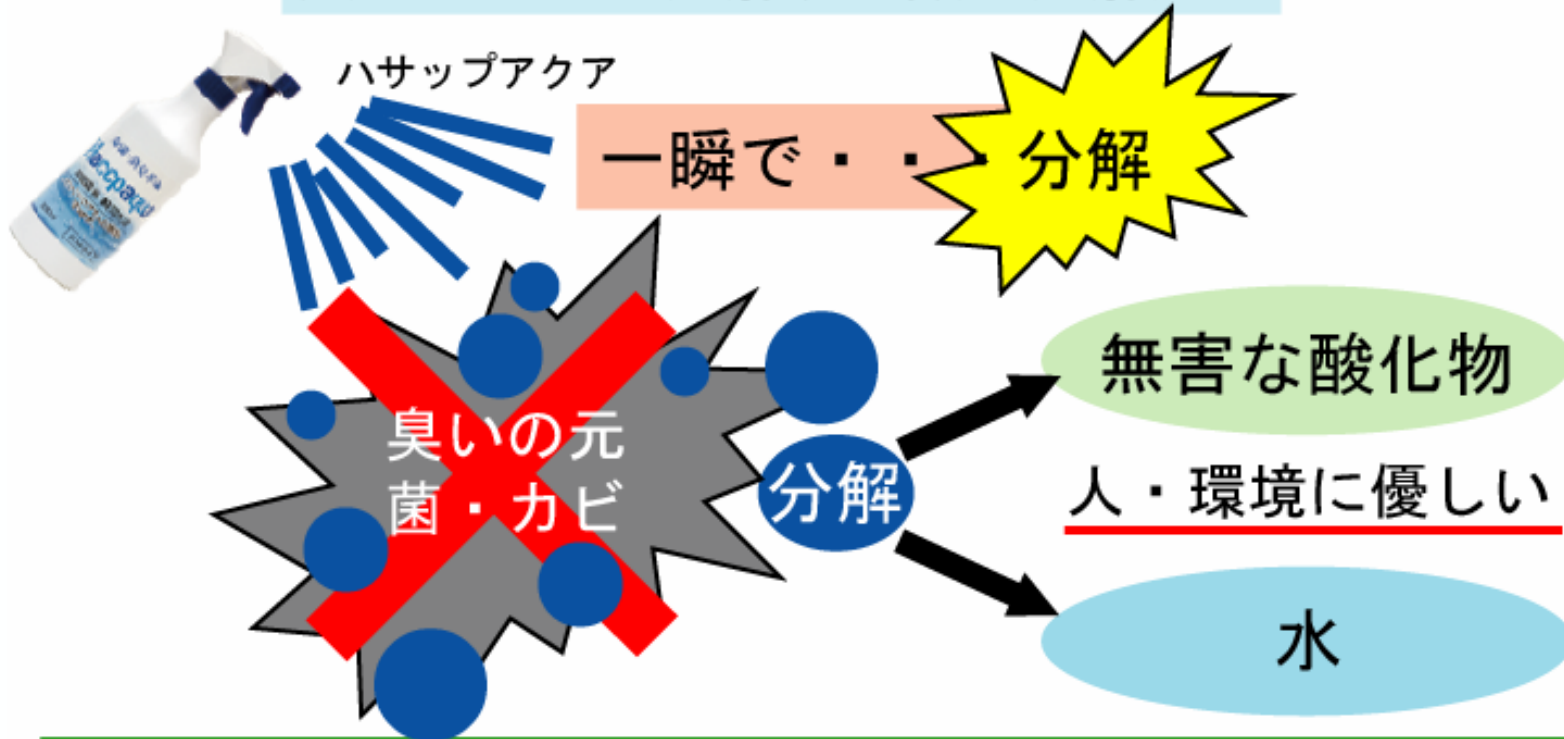 ハサップアクア
一瞬で・・・分解
臭いの元
菌・カビ
分解
無害な酸化物
人・環境に優しい
水